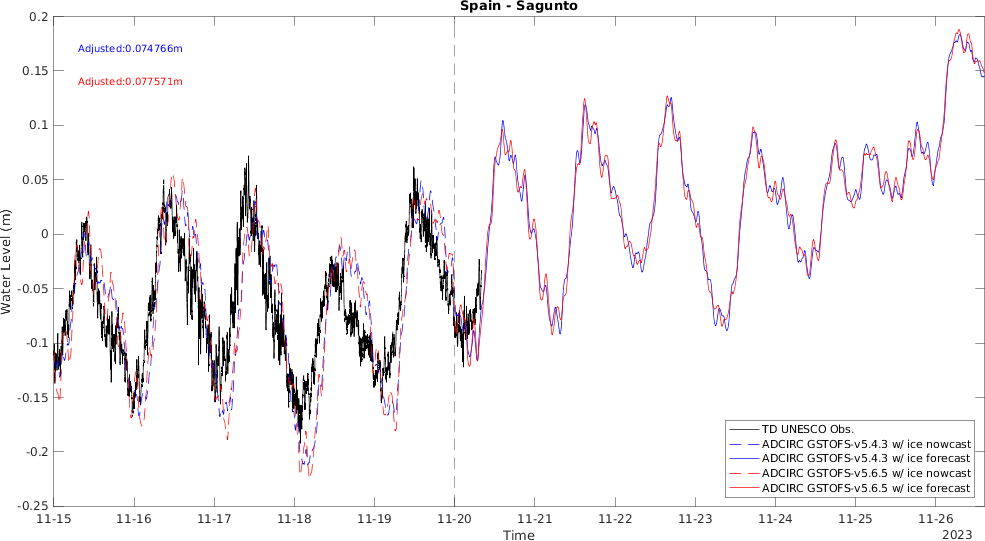 Spain - Sagunto
0.2
0.15
0.1
0.05
0
-0.05
-0.1
-0.15
-0.2
-0.25
Water Level (m)
Adjusted:0.074766m
Adjusted:0.077571m
TD UNESCO Obs.
ADCIRC GSTOFS-v5.4.3 w/ ice nowcast
ADCIRC GSTOFS-v5.4.3 w/ ice forecast
ADCIRC GSTOFS-v5.6.5 w/ ice nowcast
ADCIRC GSTOFS-v5.6.5 w/ ice forecast
11-15 11-16 11-17 11-18 11-19 11-20 11-21 11-22 11-23 11-24 11-25 11-26
Time
2023